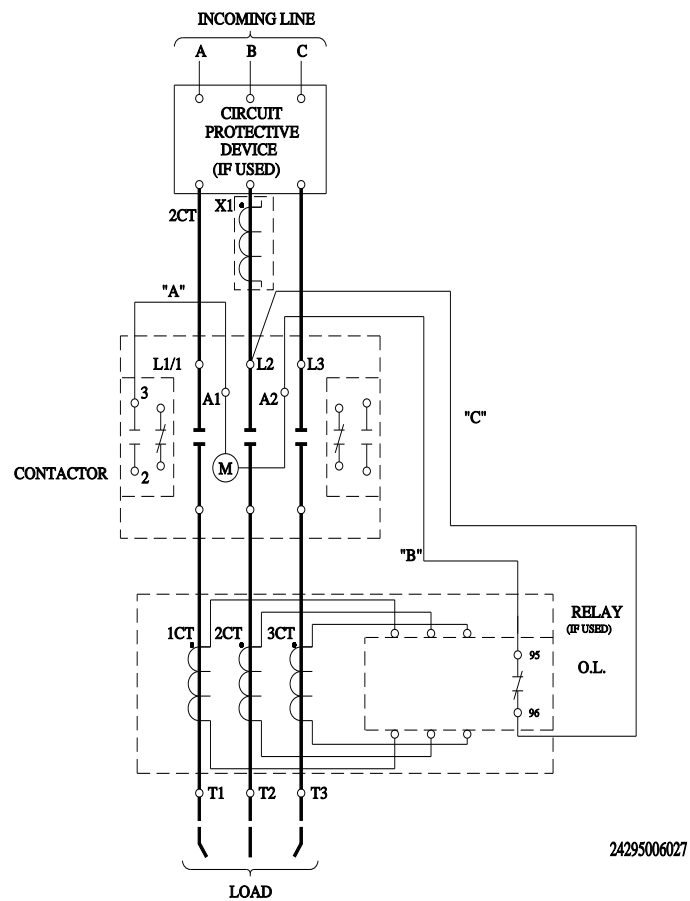 INCOMING LINE
A B C
CIRCUIT
PROTECTIVE
DEVICE
(IF USED)
2CT
X1
"A"
L1/1 L2 L3
3 A1 A2
"C"
M
2
CONTACTOR
"B"
RELAY
(IF USED)
1CT 2CT 3CT
95
O.L.
96
T1 T2 T3
24295006027
LOAD